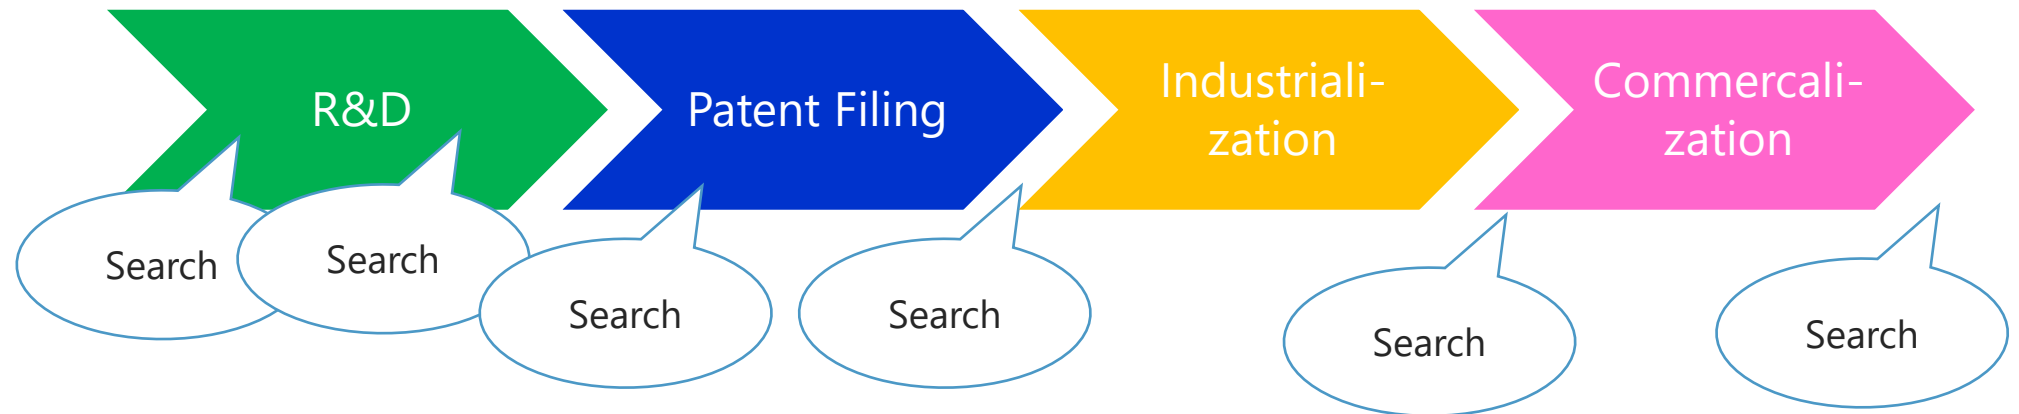 R&D
Patent Filing
Industriali-
zation
Commercali-
zation
Search
Search
Search
Search
Search
Search